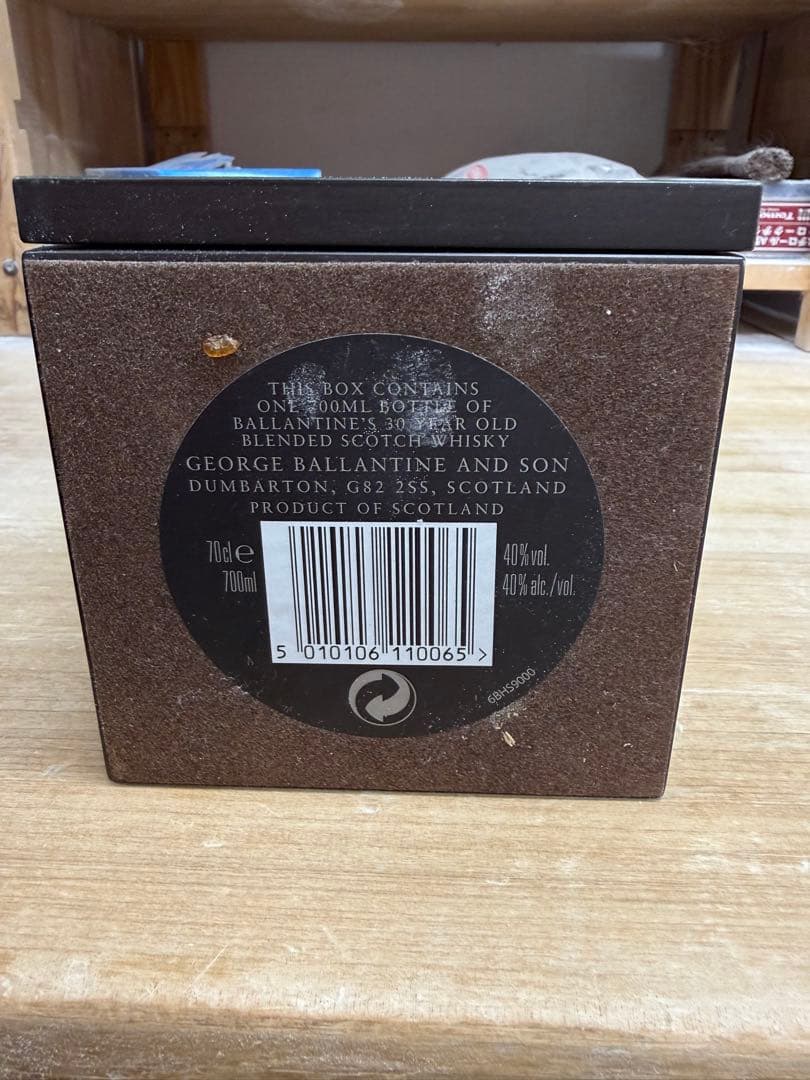 THIS BOX CONTAINS
ONE 700ML BOTTLE OF
BALLANTINE'S 30 YEAR OLD
BLENDED SCOTCH WHISKY
GEORGE BALLANTINE AND SON
DUMBARTON, G82 2SS, SCOTLAND
PRODUCT OF SCOTLAND
70cl e
700ml
40% vol.
40% alc./vol.
5 010106 110065 >
6BHS9000